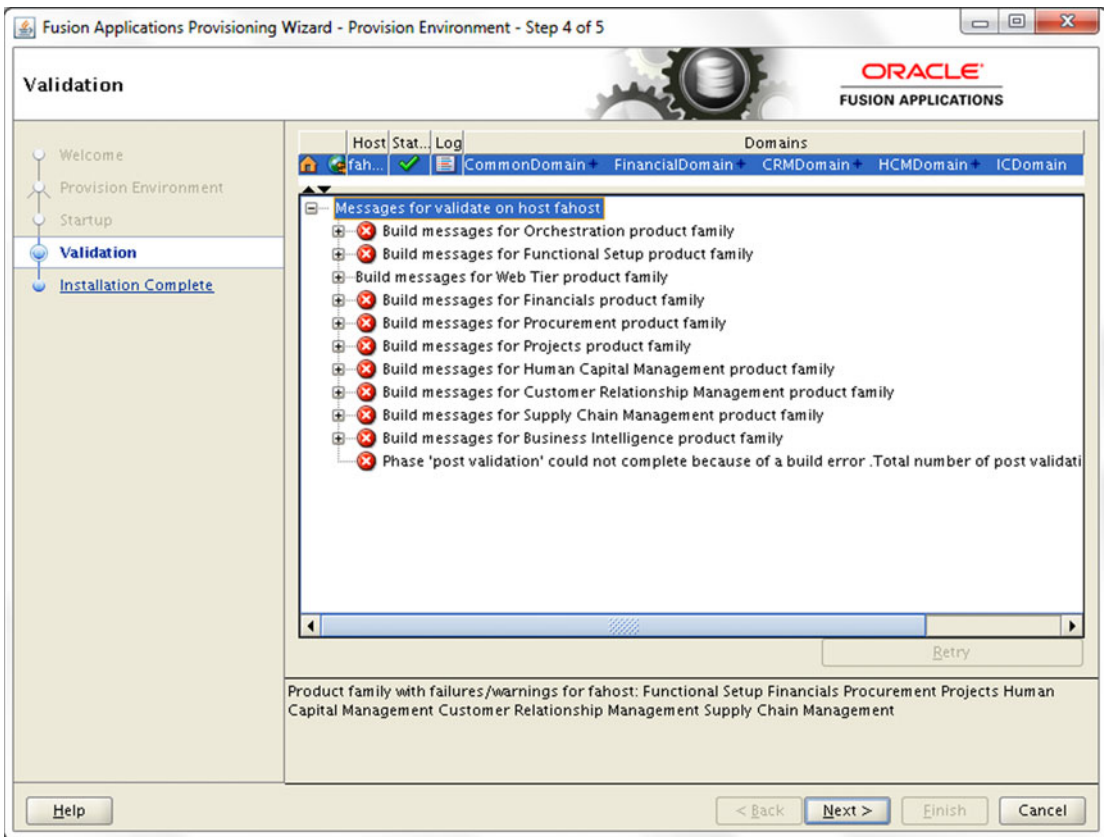 Fusion Applications Provisioning Wizard - Provision Environment - Step 4 of 5
Validation
ORACLE
FUSION APPLICATIONS
Welcome
Provision Environment
Startup
Validation
Installation Complete
Host Stat... Log Domains
fah... CommonDomain + FinancialDomain + CRMDomain + HCMDomain + ICDomain
Messages for validate on host fahost
Build messages for Orchestration product family
Build messages for Functional Setup product family
Build messages for Web Tier product family
Build messages for Financials product family
Build messages for Procurement product family
Build messages for Projects product family
Build messages for Human Capital Management product family
Build messages for Customer Relationship Management product family
Build messages for Supply Chain Management product family
Build messages for Business Intelligence product family
Phase 'post validation' could not complete because of a build error .Total number of post validati
Retry
Product family with failures/warnings for fahost: Functional Setup Financials Procurement Projects Human
Capital Management Customer Relationship Management Supply Chain Management
Help < Back Next > Finish Cancel